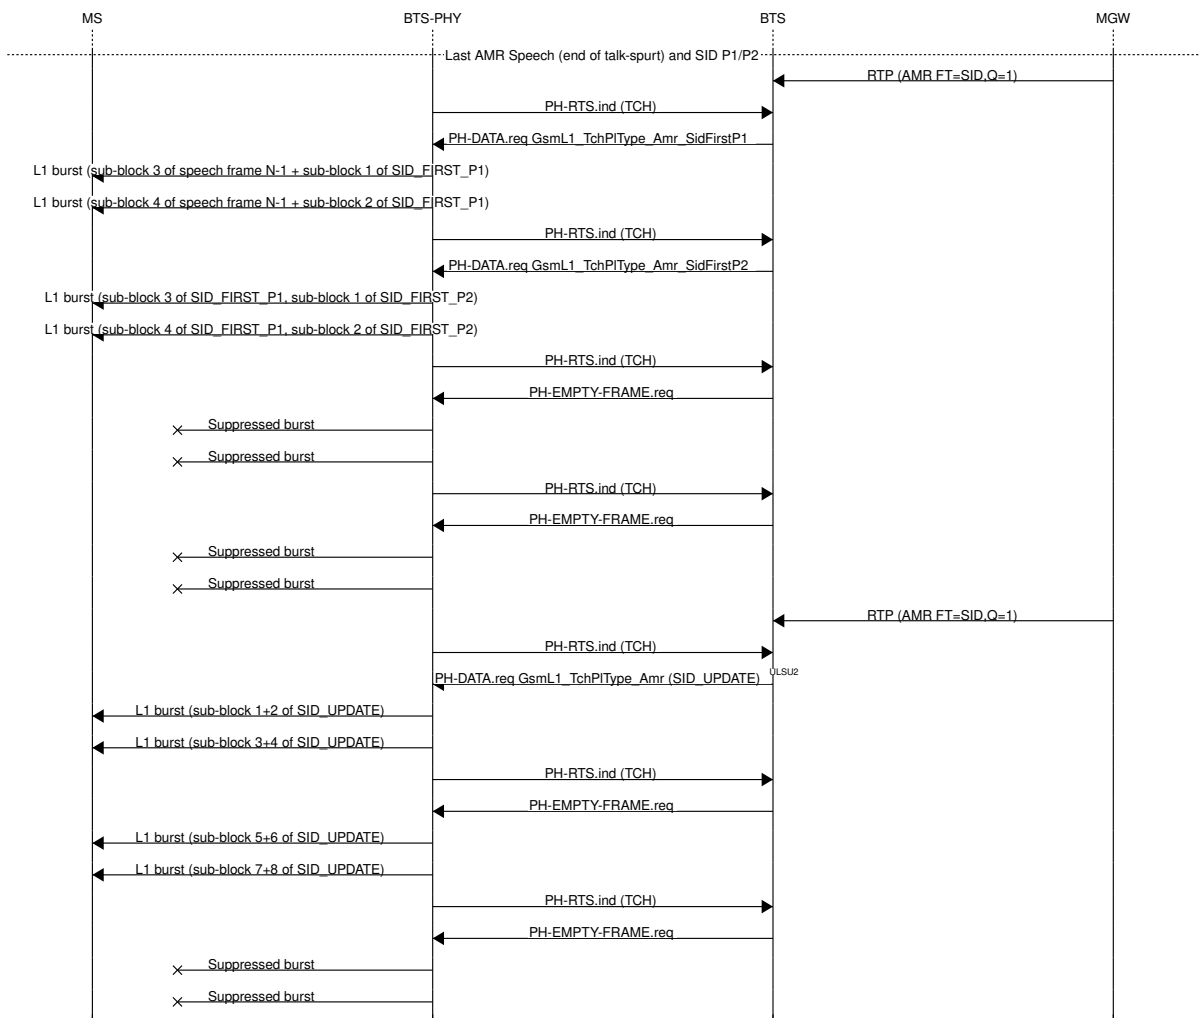 MS BTS-PHY BTS MGW
Last AMR Speech (end of talk-spurt) and SID P1/P2
RTP (AMR FT=SID,Q=1)
PH-RTS.ind (TCH)
PH-DATA.req GsmL1_TchPlType_Amr_SidFirstP1
L1 burst (sub-block 3 of speech frame N-1 + sub-block 1 of SID_FIRST_P1)
L1 burst (sub-block 4 of speech frame N-1 + sub-block 2 of SID_FIRST_P1)
PH-RTS.ind (TCH)
PH-DATA.req GsmL1_TchPlType_Amr_SidFirstP2
L1 burst (sub-block 3 of SID_FIRST_P1, sub-block 1 of SID_FIRST_P2)
L1 burst (sub-block 4 of SID_FIRST_P1, sub-block 2 of SID_FIRST_P2)
PH-RTS.ind (TCH)
PH-EMPTY-FRAME.req
Suppressed burst
Suppressed burst
PH-RTS.ind (TCH)
PH-EMPTY-FRAME.req
Suppressed burst
Suppressed burst
RTP (AMR FT=SID,Q=1)
PH-RTS.ind (TCH)
PH-DATA.req GsmL1_TchPlType_Amr (SID_UPDATE) ULSU2
L1 burst (sub-block 1+2 of SID_UPDATE)
L1 burst (sub-block 3+4 of SID_UPDATE)
PH-RTS.ind (TCH)
PH-EMPTY-FRAME.req
L1 burst (sub-block 5+6 of SID_UPDATE)
L1 burst (sub-block 7+8 of SID_UPDATE)
PH-RTS.ind (TCH)
PH-EMPTY-FRAME.req
Suppressed burst
Suppressed burst